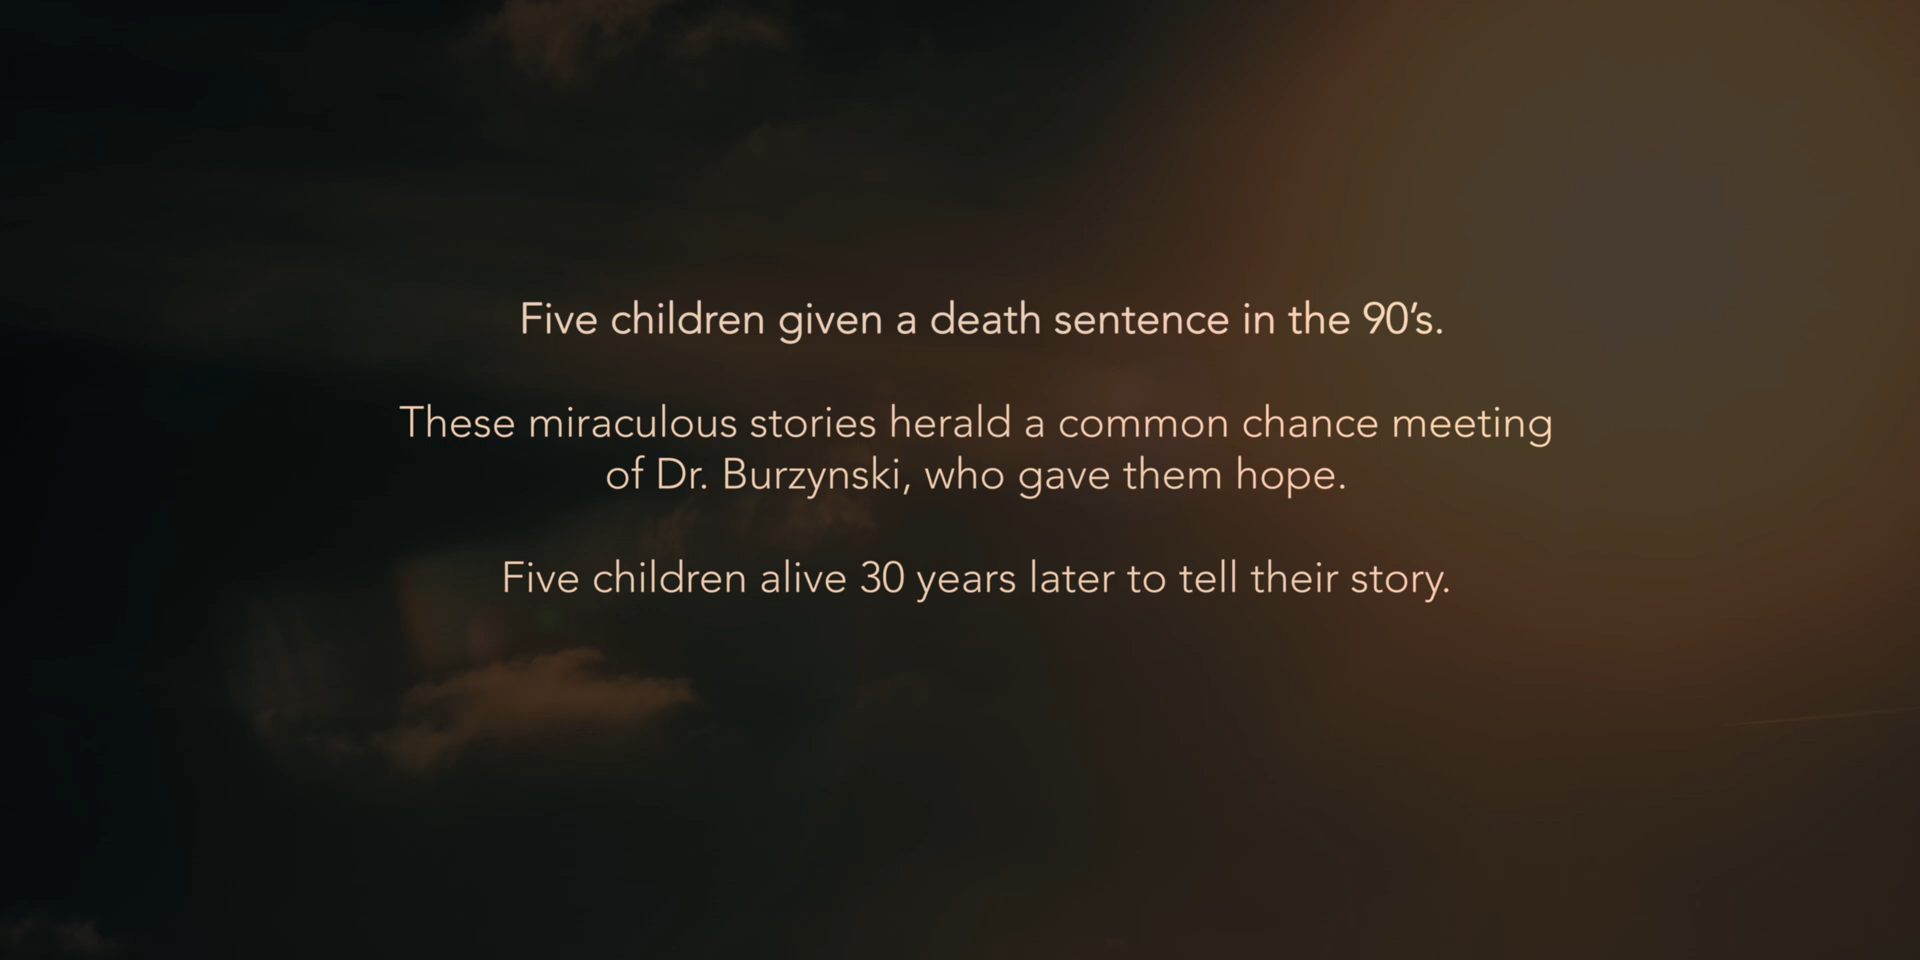 Five children given a death sentence in the 90’s.
These miraculous stories herald a common chance meeting
of Dr. Burzynski, who gave them hope.
Five children alive 30 years later to tell their story.